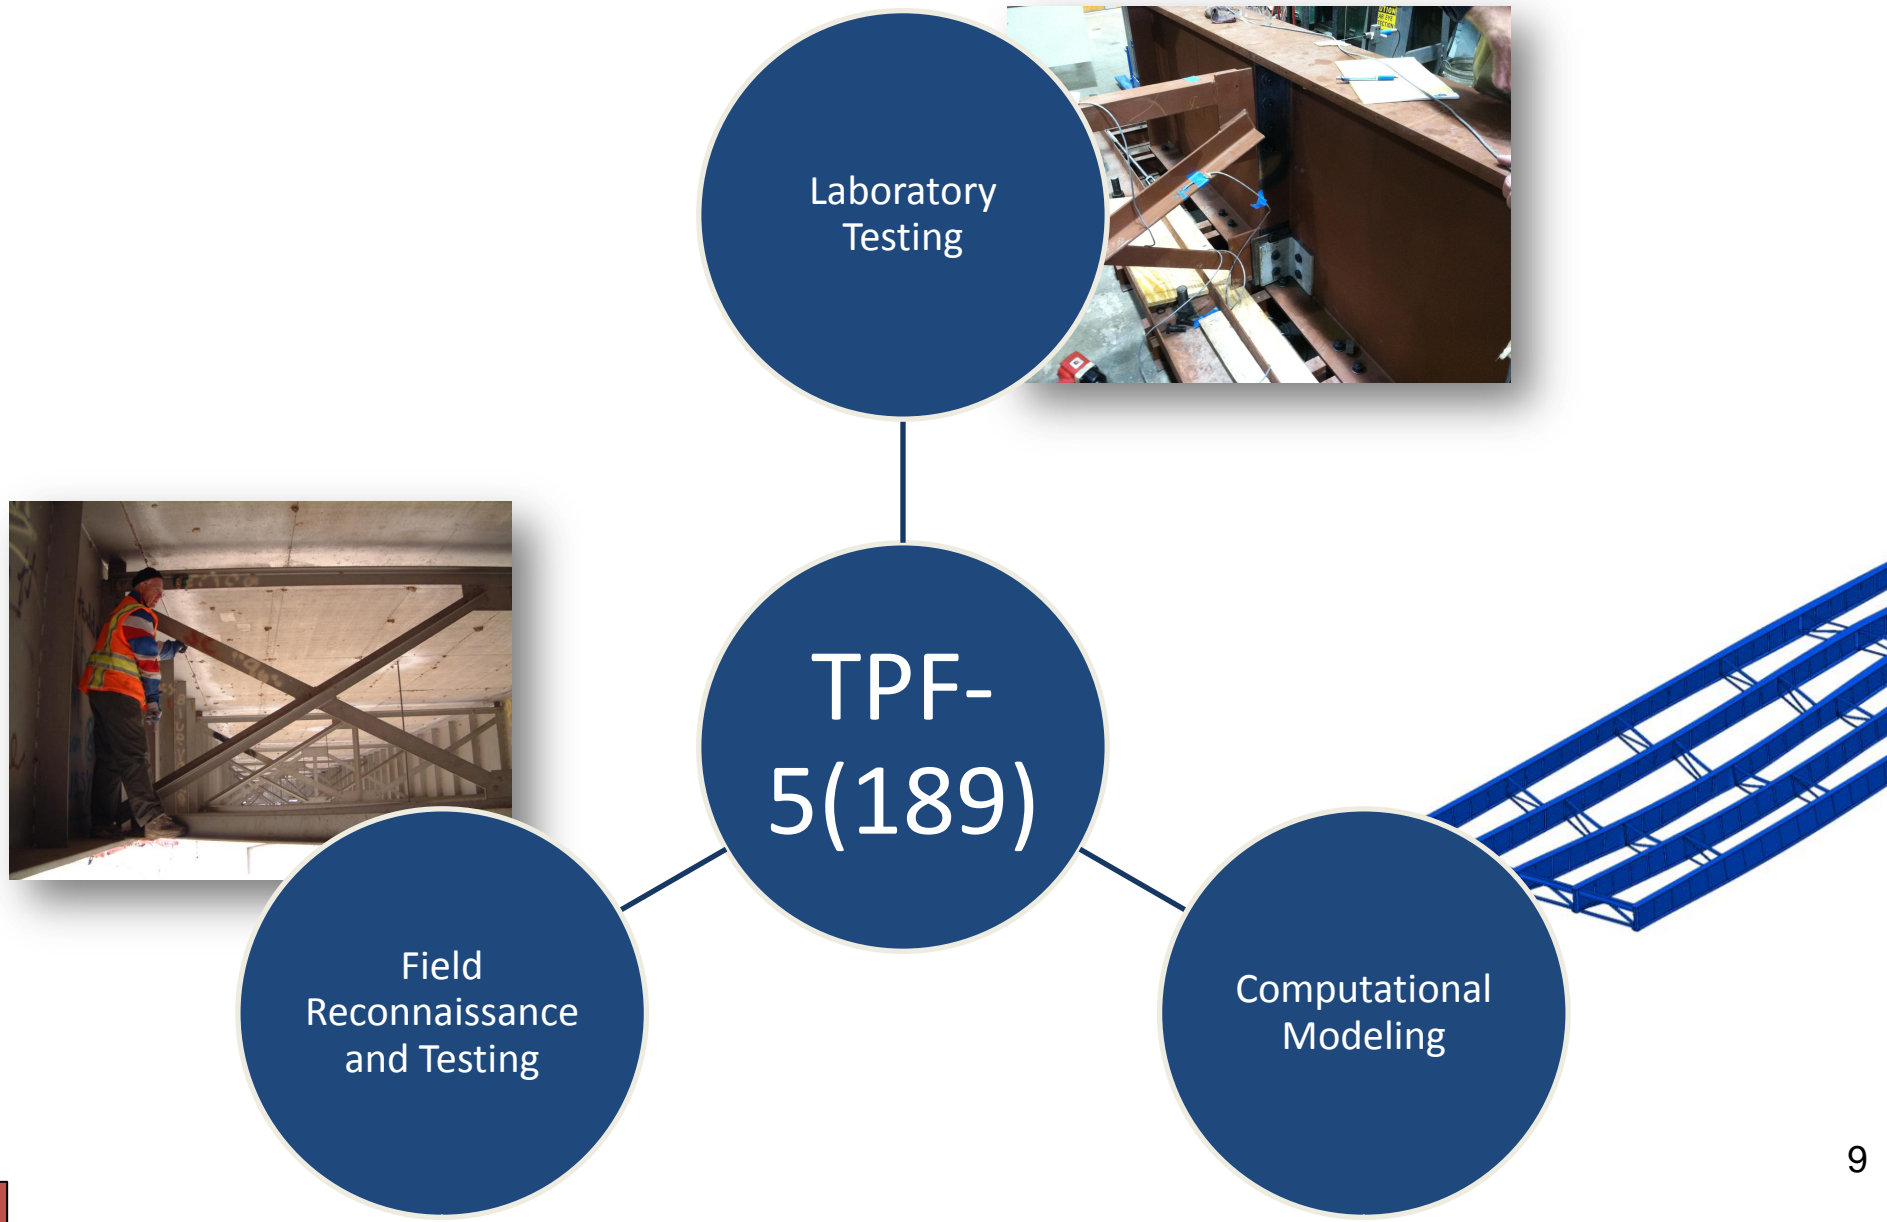 Laboratory
Testing
TPF-
5(189)
Field
Reconnaissance
and Testing
Computational
Modeling
9